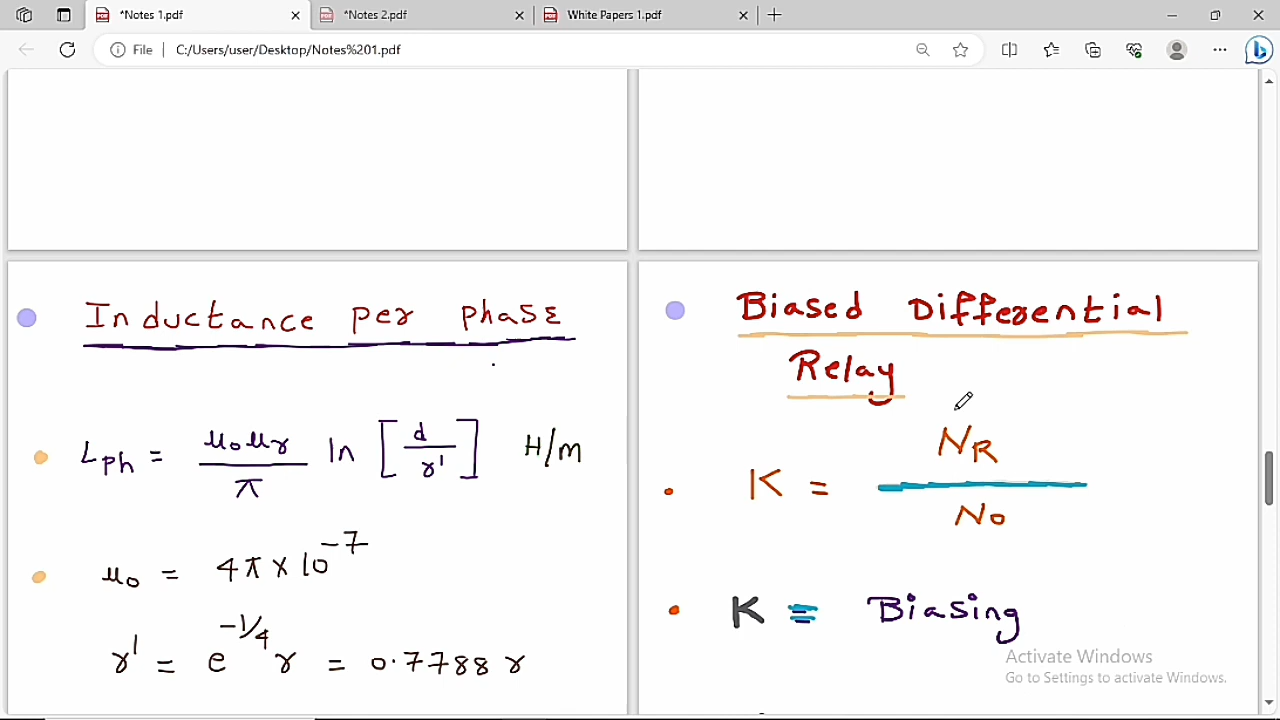 *Notes 1.pdf
*Notes 2.pdf
White Papers 1.pdf
File
C:/Users/user/Desktop/Notes%201.pdf
Inductance per phase
Lph = μ0μr/π ln [d/r'] H/m
μ0 = 4π × 10^-7
r' = e^-1/4 r = 0.7788 r
Biased Differential
Relay
K = NR/No
K = Biasing
Activate Windows
Go to Settings to activate Windows.